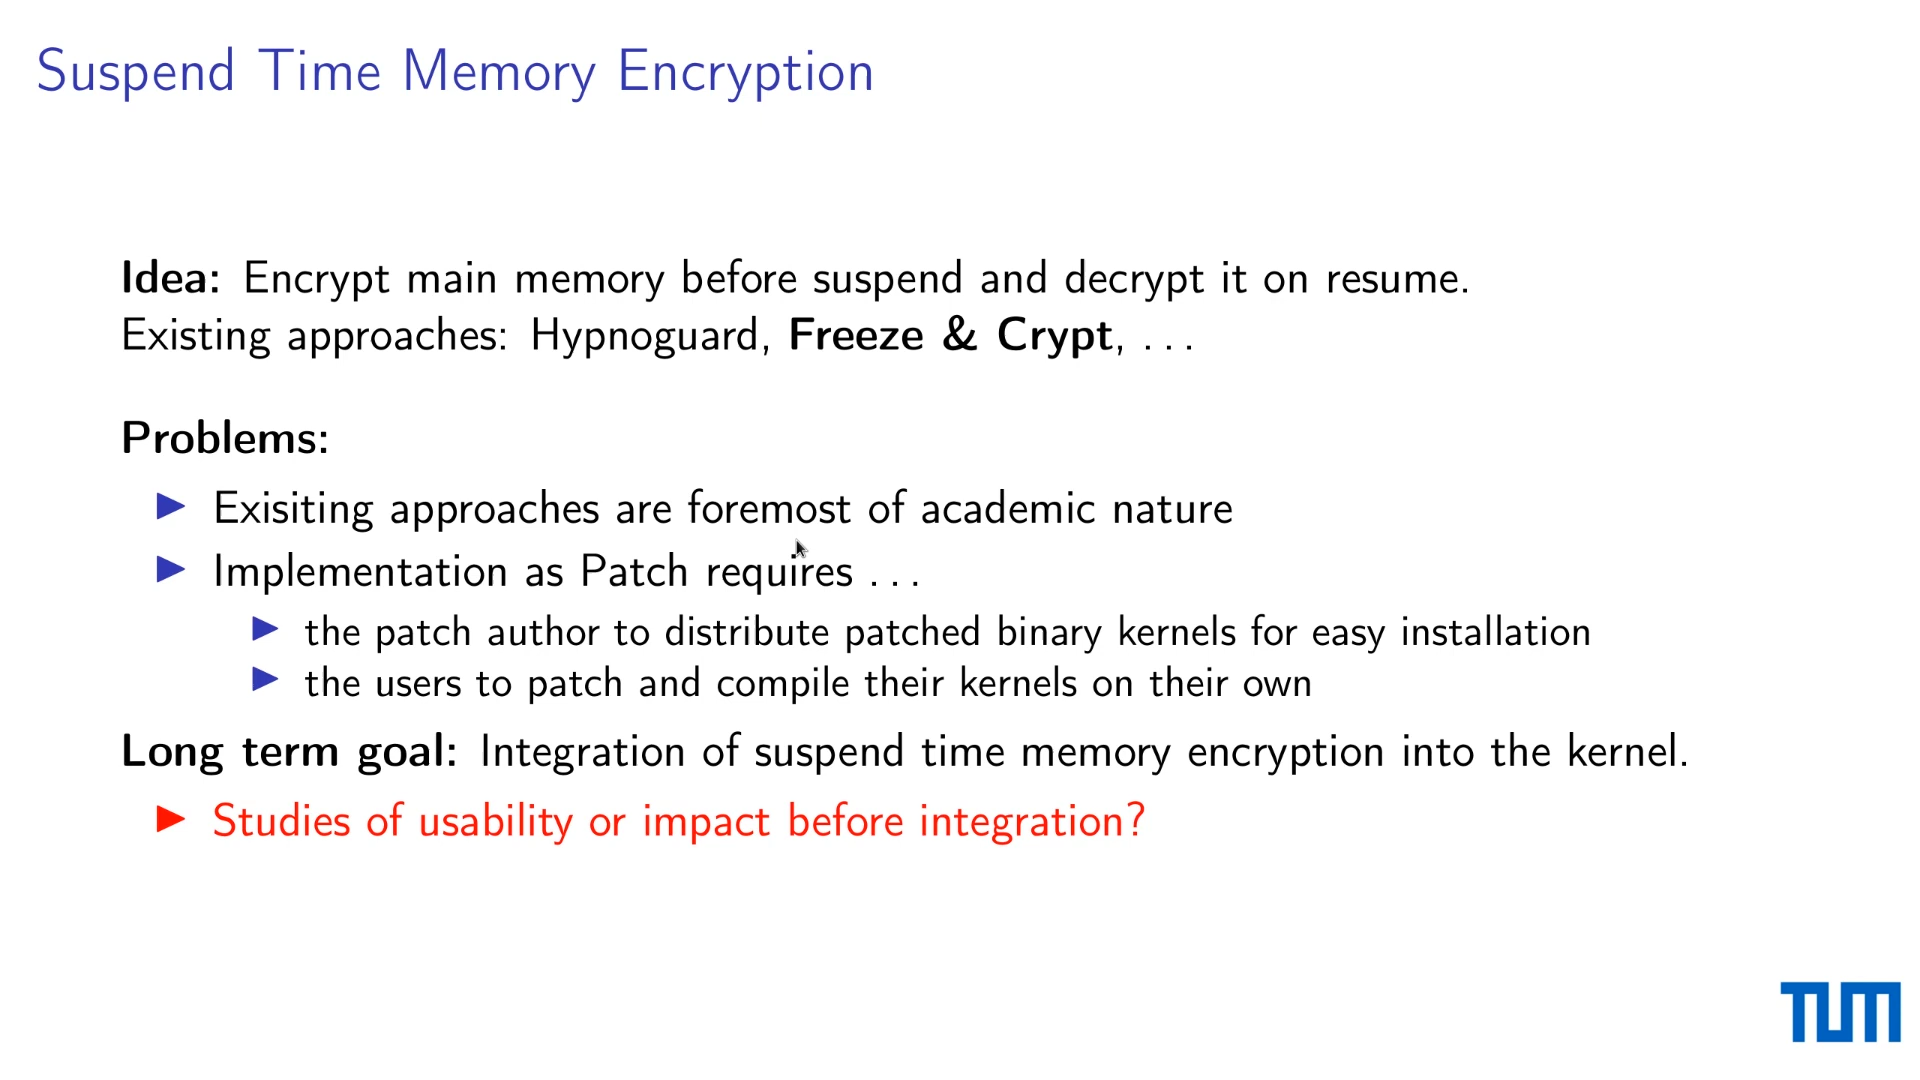 Suspend Time Memory Encryption
Idea: Encrypt main memory before suspend and decrypt it on resume.
Existing approaches: Hypnoguard, Freeze & Crypt, . . .
Problems:
Exisiting approaches are foremost of academic nature
Implementation as Patch requires . . .
the patch author to distribute patched binary kernels for easy installation
the users to patch and compile their kernels on their own
Long term goal: Integration of suspend time memory encryption into the kernel.
Studies of usability or impact before integration?
TUM